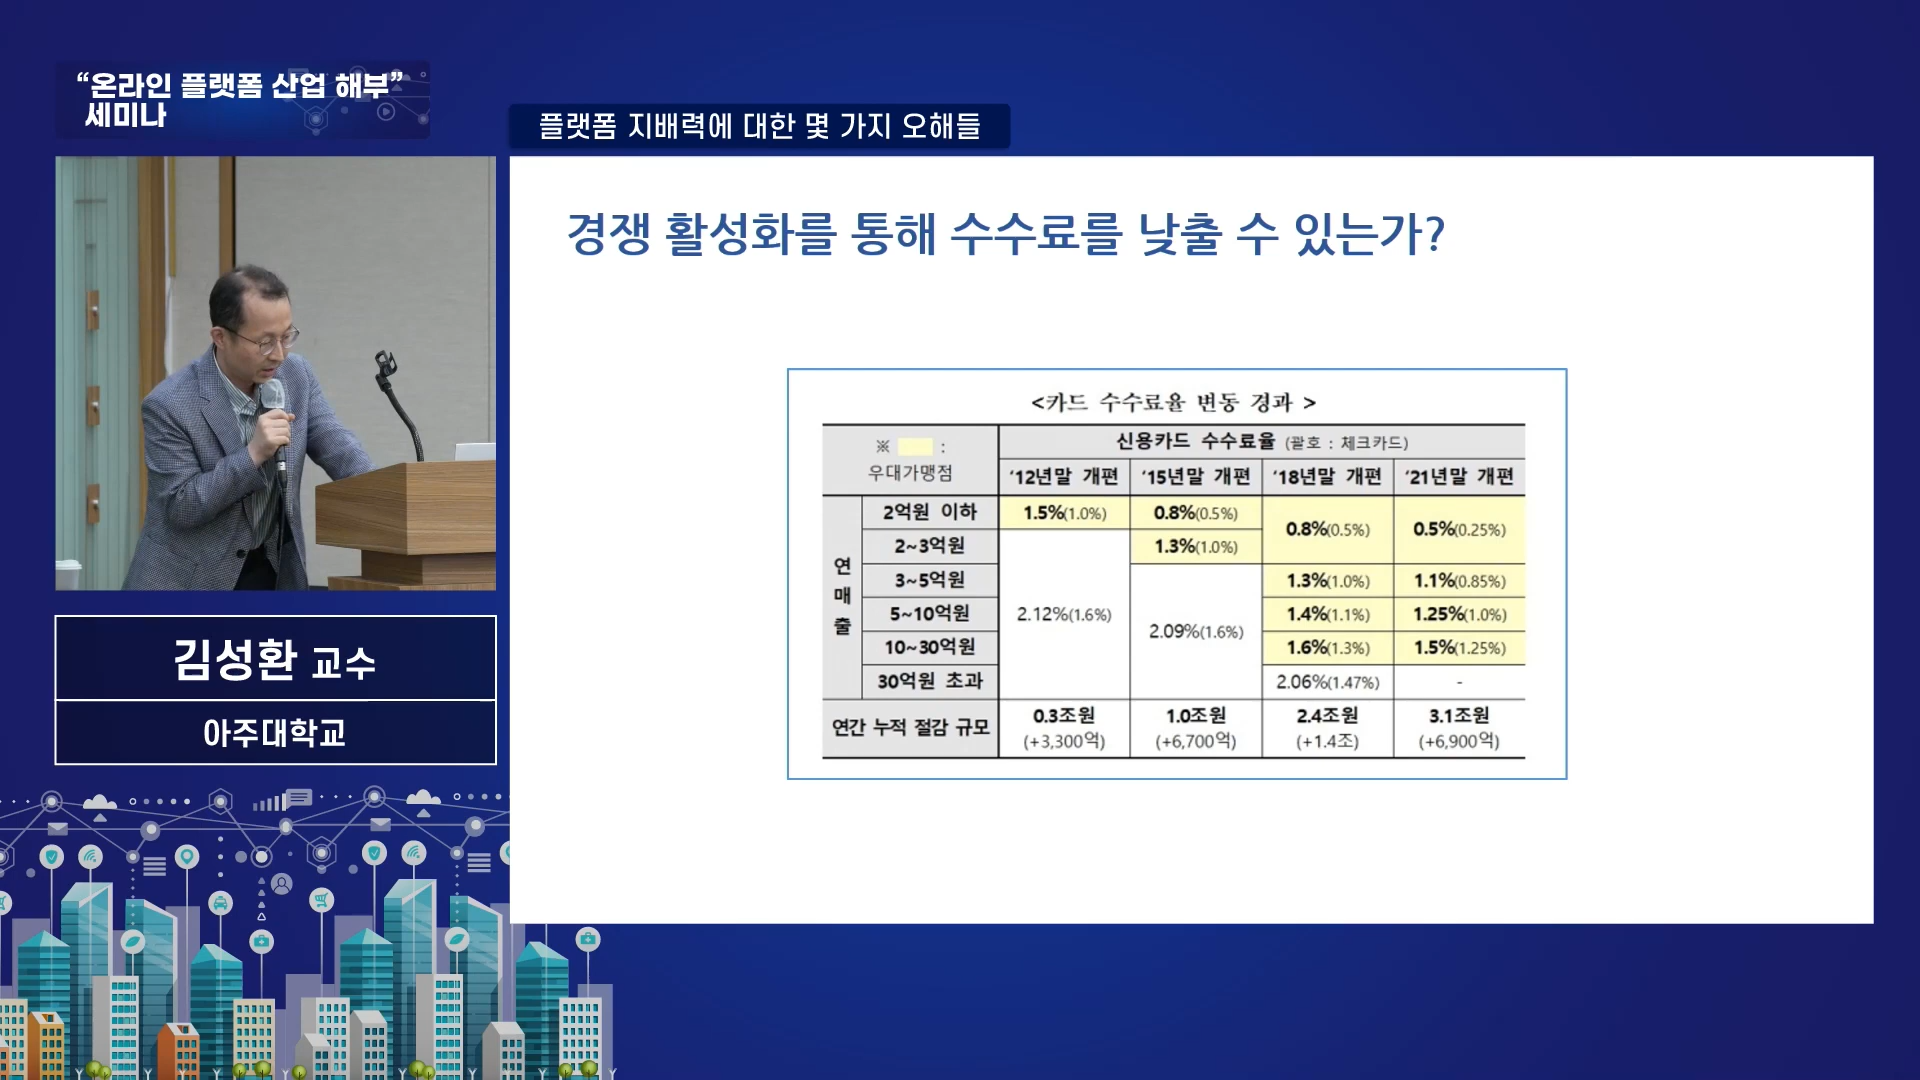 “온라인 플랫폼 산업 해부”
세미나
플랫폼 지배력에 대한 몇 가지 오해들
경쟁 활성화를 통해 수수료를 낮출 수 있는가?
<카드 수수료율 변동 경과 >
※ :
우대가맹점
신용카드 수수료율 (괄호 : 체크카드)
‘12년말 개편 ‘15년말 개편 ‘18년말 개편 ‘21년말 개편
연매출
2억원 이하 1.5%(1.0%) 0.8%(0.5%) 0.8%(0.5%) 0.5%(0.25%)
2~3억원 1.3%(1.0%)
3~5억원 2.12%(1.6%) 2.09%(1.6%) 1.3%(1.0%) 1.1%(0.85%)
5~10억원 1.4%(1.1%) 1.25%(1.0%)
10~30억원 1.6%(1.3%) 1.5%(1.25%)
30억원 초과 2.06%(1.47%) -
연간 누적 절감 규모 0.3조원 1.0조원 2.4조원 3.1조원
(+3,300억) (+6,700억) (+1.4조) (+6,900억)
김성환 교수
아주대학교